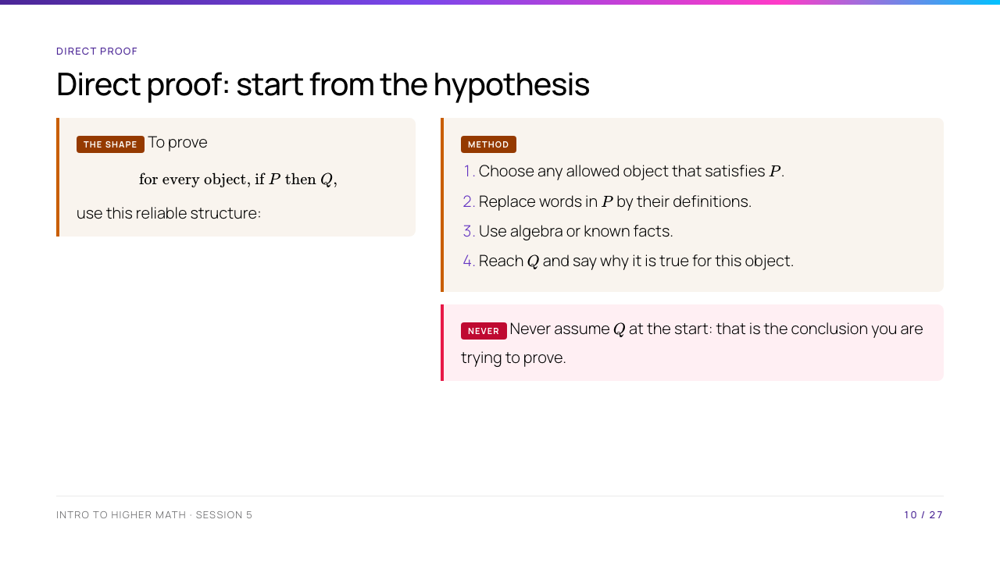 DIRECT PROOF
Direct proof: start from the hypothesis
THE SHAPE To prove
for every object, if P then Q,
use this reliable structure:
METHOD
1. Choose any allowed object that satisfies P.
2. Replace words in P by their definitions.
3. Use algebra or known facts.
4. Reach Q and say why it is true for this object.
NEVER Never assume Q at the start: that is the conclusion you are
trying to prove.
INTRO TO HIGHER MATH · SESSION 5
10 / 27